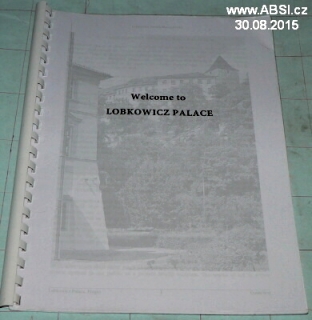 www.ABSI.cz
30.08.2015
Welcome to
LOBKOWICZ PALACE